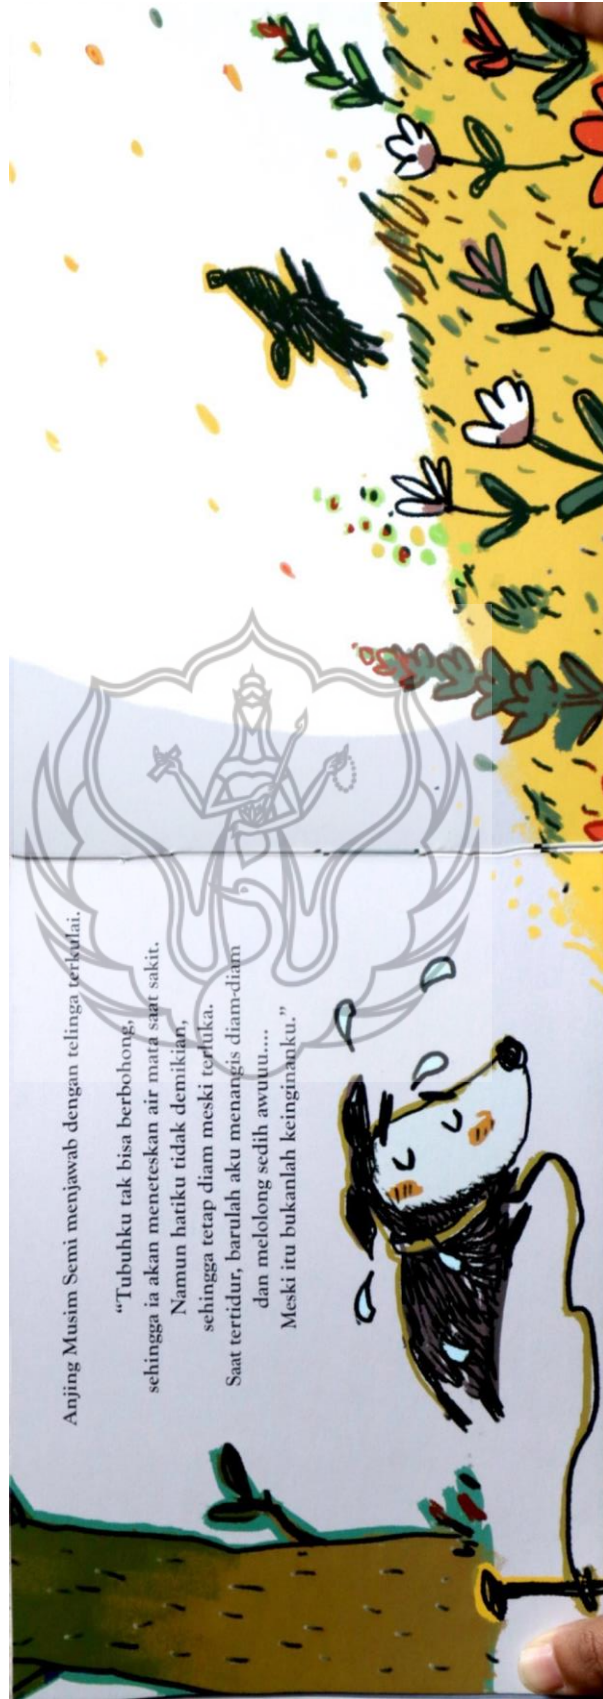 Anjing Musim Semi menjawab dengan telinga terkulai.
“Tubuhku tak bisa berbohong,
sehingga ia akan meneteskan air mata saat sakit.
Namun hatiku tidak demikian,
sehingga tetap diam meski terluka.
Saat tertidur, barulah aku menangis diam-diam
dan melolong sedih awuuu....
Meski itu bukanlah keinginanku.”